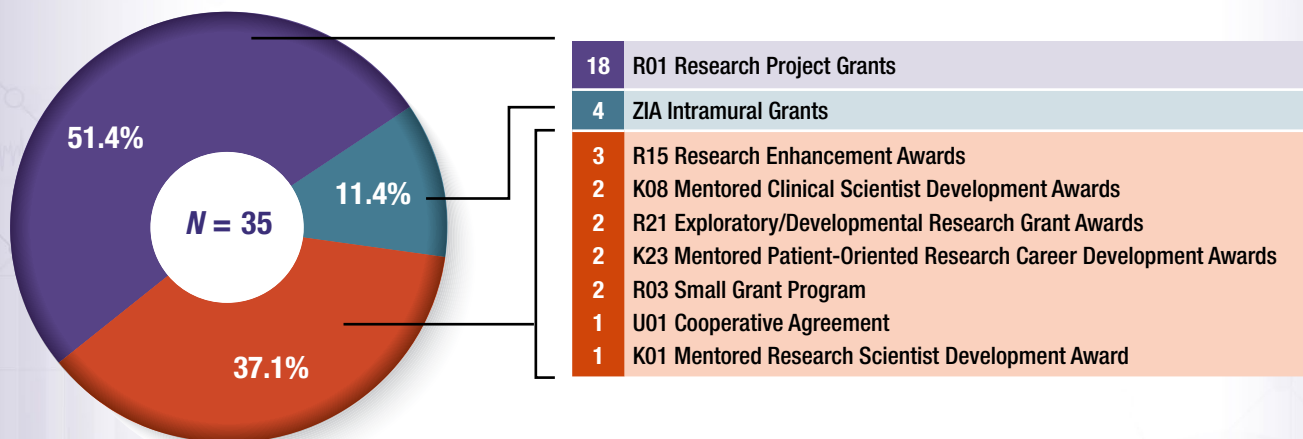 51.4%
11.4%
N = 35
37.1%
18 R01 Research Project Grants
4 ZIA Intramural Grants
3 R15 Research Enhancement Awards
2 K08 Mentored Clinical Scientist Development Awards
2 R21 Exploratory/Developmental Research Grant Awards
2 K23 Mentored Patient-Oriented Research Career Development Awards
2 R03 Small Grant Program
1 U01 Cooperative Agreement
1 K01 Mentored Research Scientist Development Award